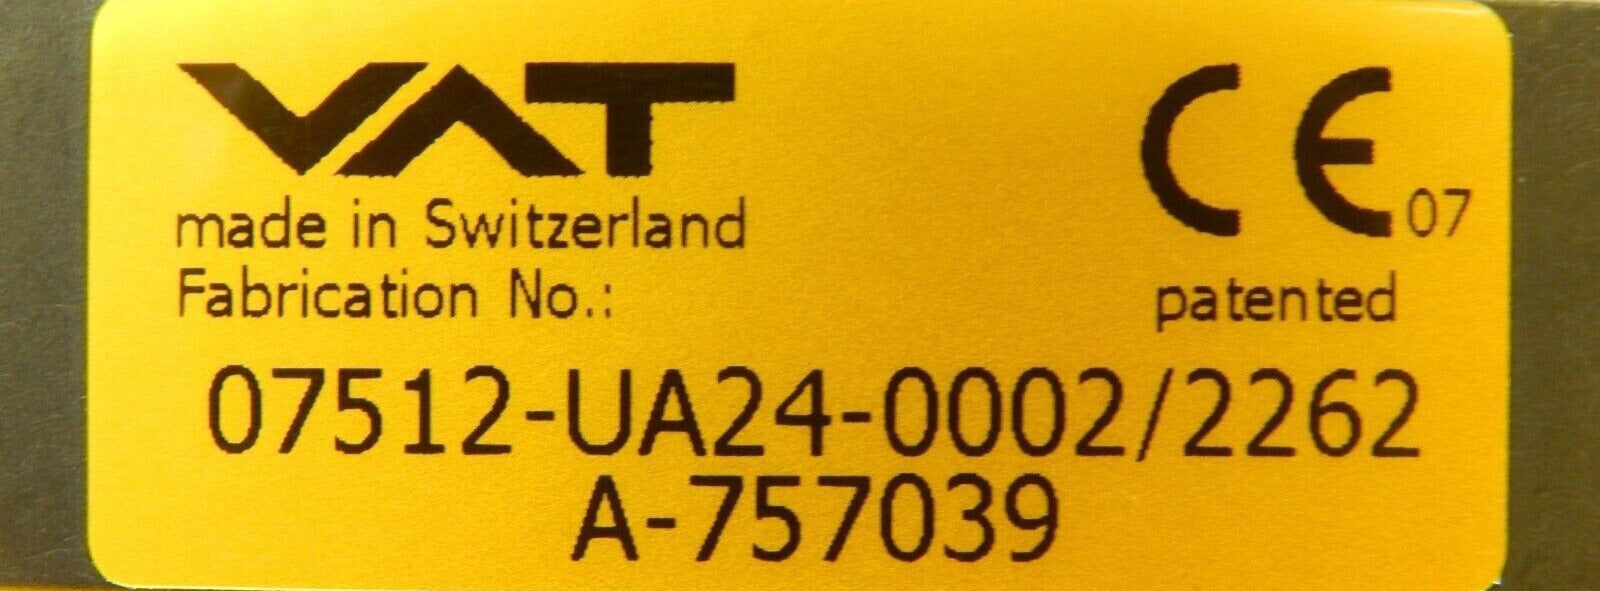 VAT
CE 07
made in Switzerland
Fabrication No.:
patented
07512-UA24-0002/2262
A-757039